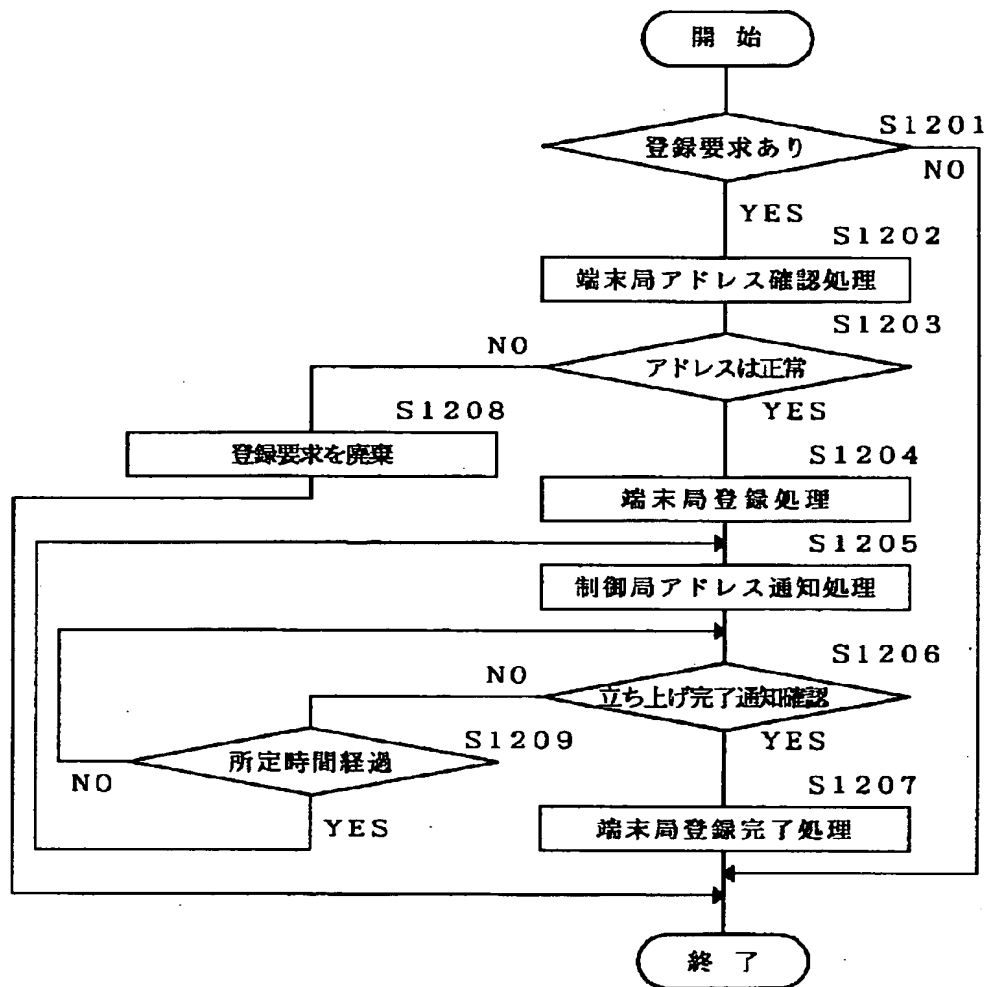 開始
S1201
登録要求あり
NO
YES
S1202
端末局アドレス確認処理
S1203
NO
アドレスは正常
YES
S1208
登録要求を廃棄
S1204
端末局登録処理
S1205
制御局アドレス通知処理
S1206
NO
立ち上げ完了通知確認
YES
S1209
所定時間経過
NO
YES
S1207
端末局登録完了処理
終了